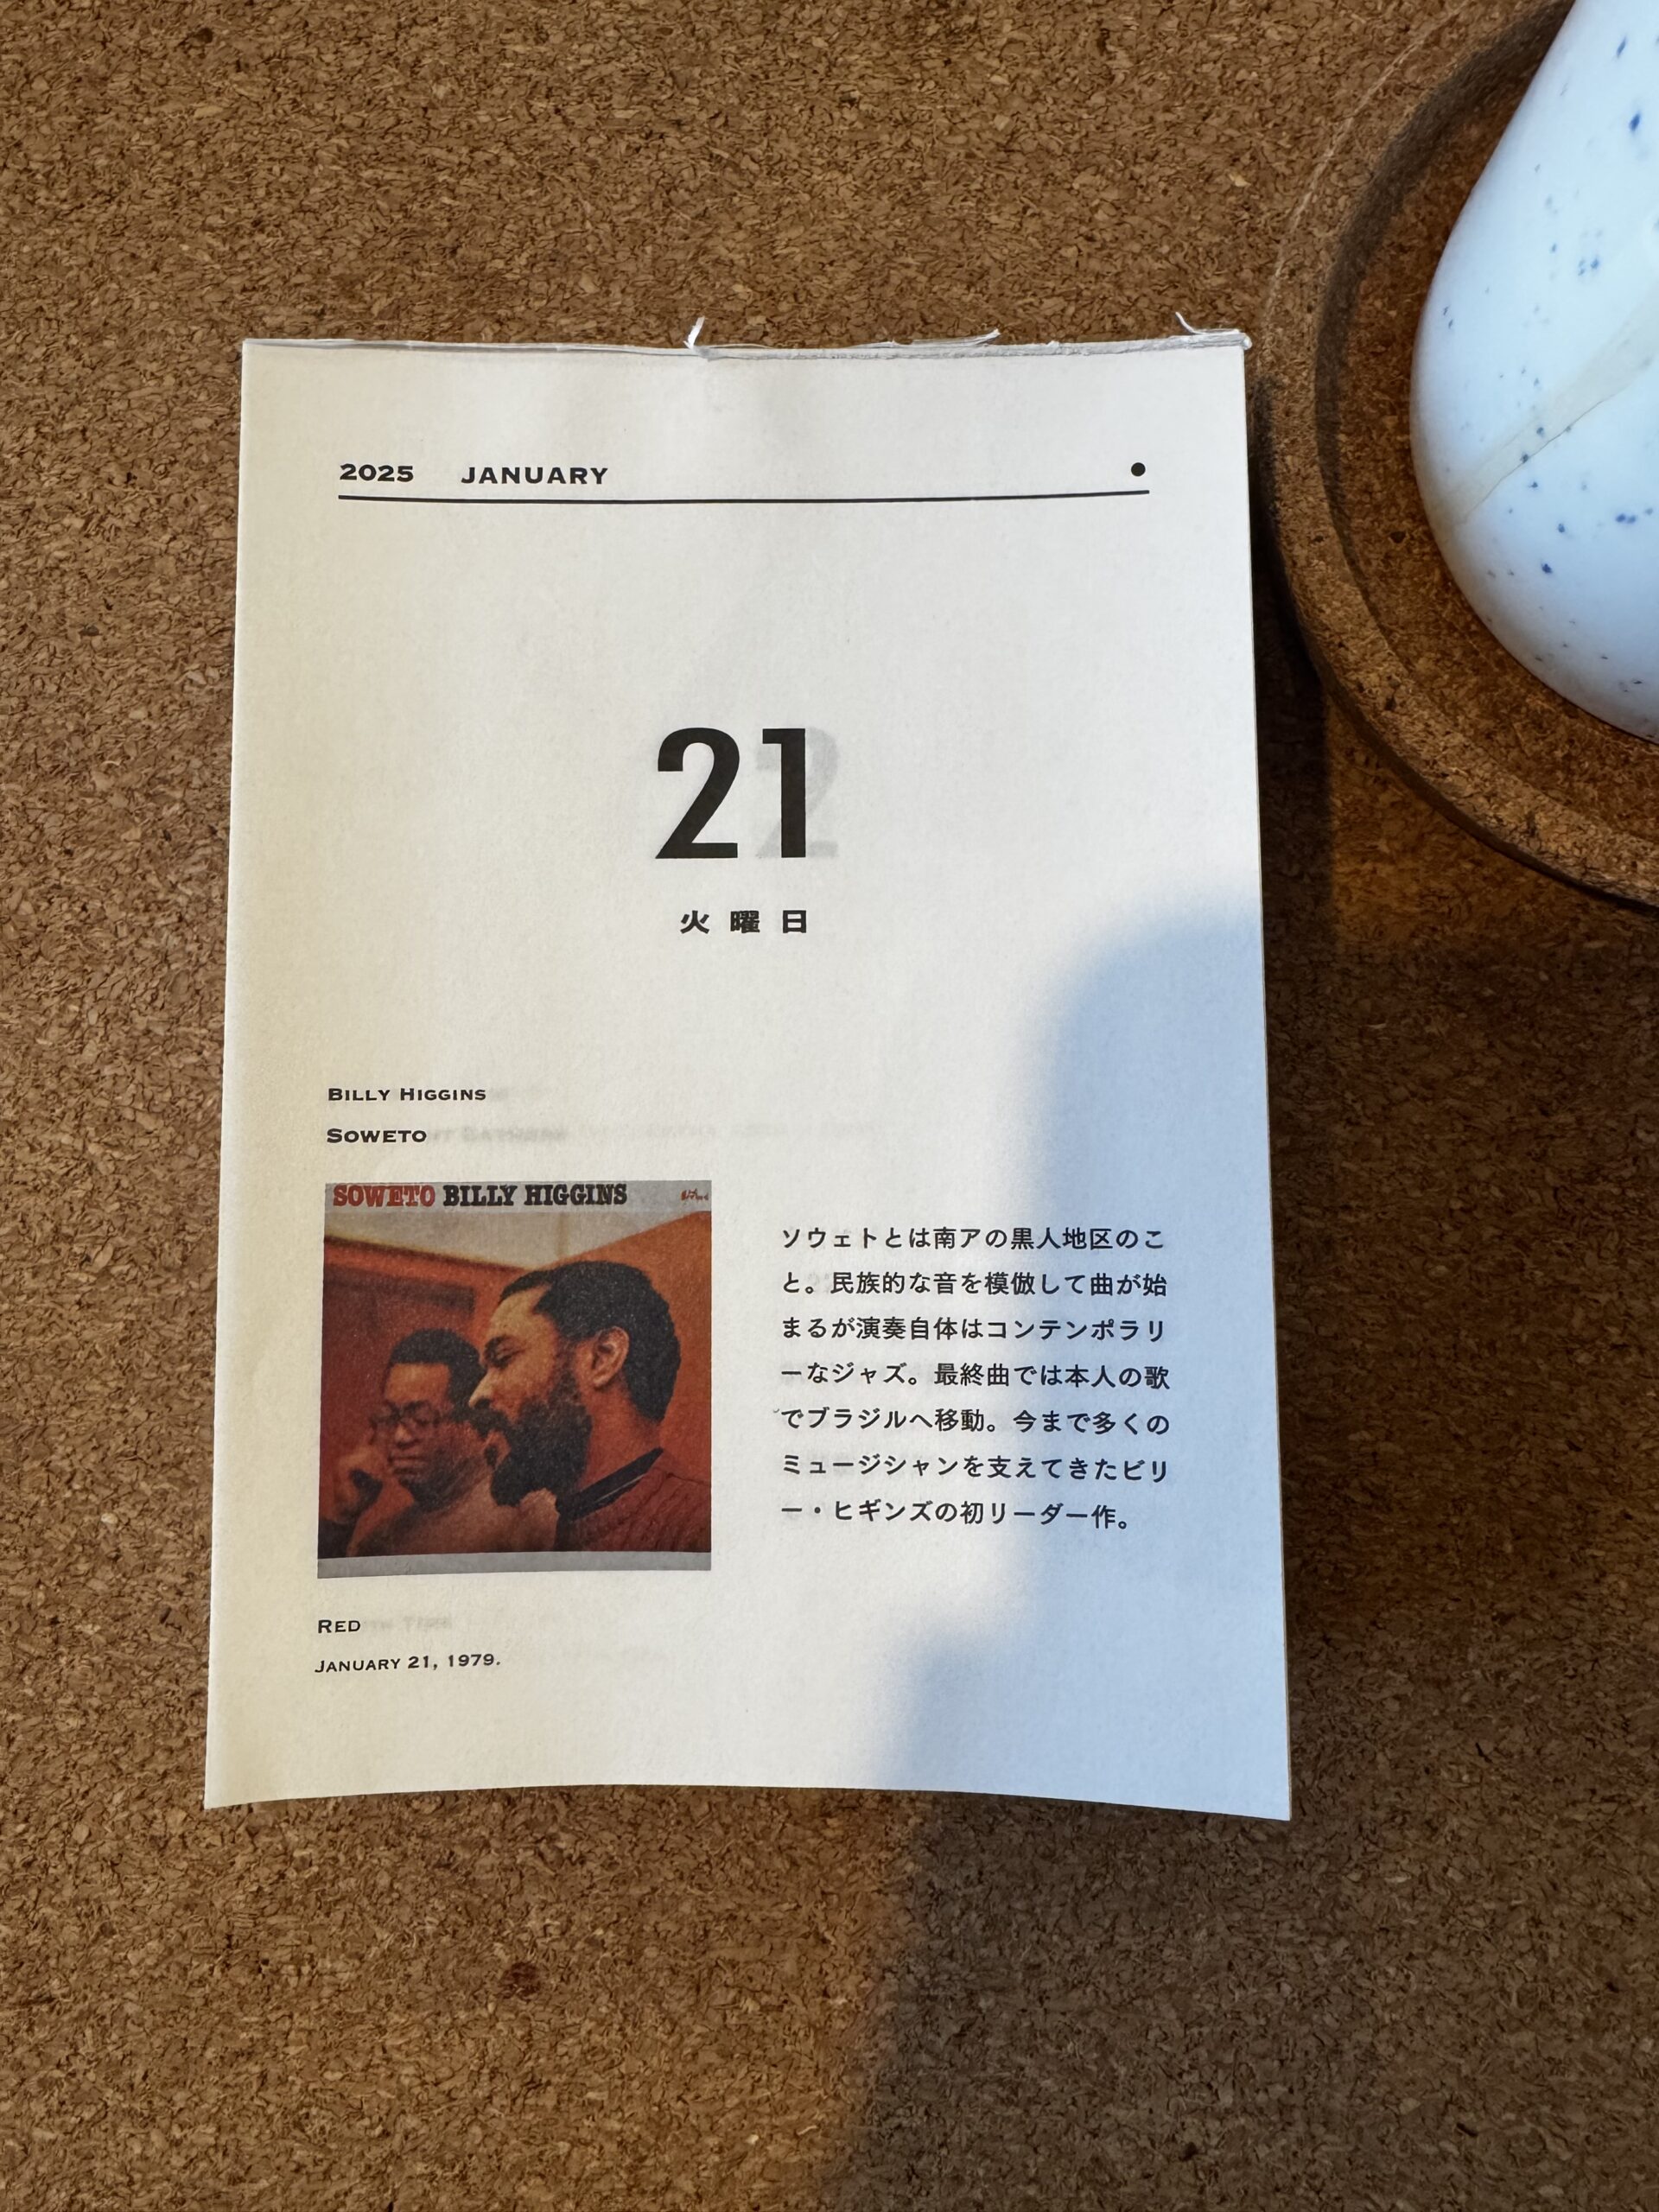 2025 JANUARY
21
火曜日
BILLY HIGGINS
SOWETO
SOWETO BILLY HIGGINS
ソウェトとは南アの黒人地区のこ
と。民族的な音を模倣して曲が始
まるが演奏自体はコンテンポラリ
ーなジャズ。最終曲では本人の歌
でブラジルへ移動。今まで多くの
ミュージシャンを支えてきたビリ
ー・ヒギンズの初リーダー作。
RED
JANUARY 21, 1979.